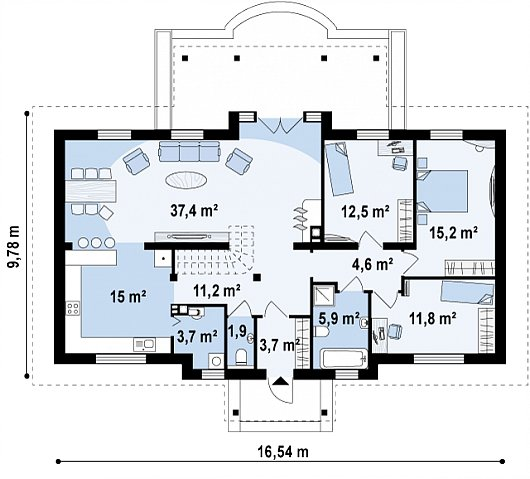 37,4 m²
12,5 m²
15,2 m²
4,6 m²
15 m²
11,2 m²
5,9 m²
11,8 m²
3,7 m²
1,9
3,7 m²
9,78 m
16,54 m